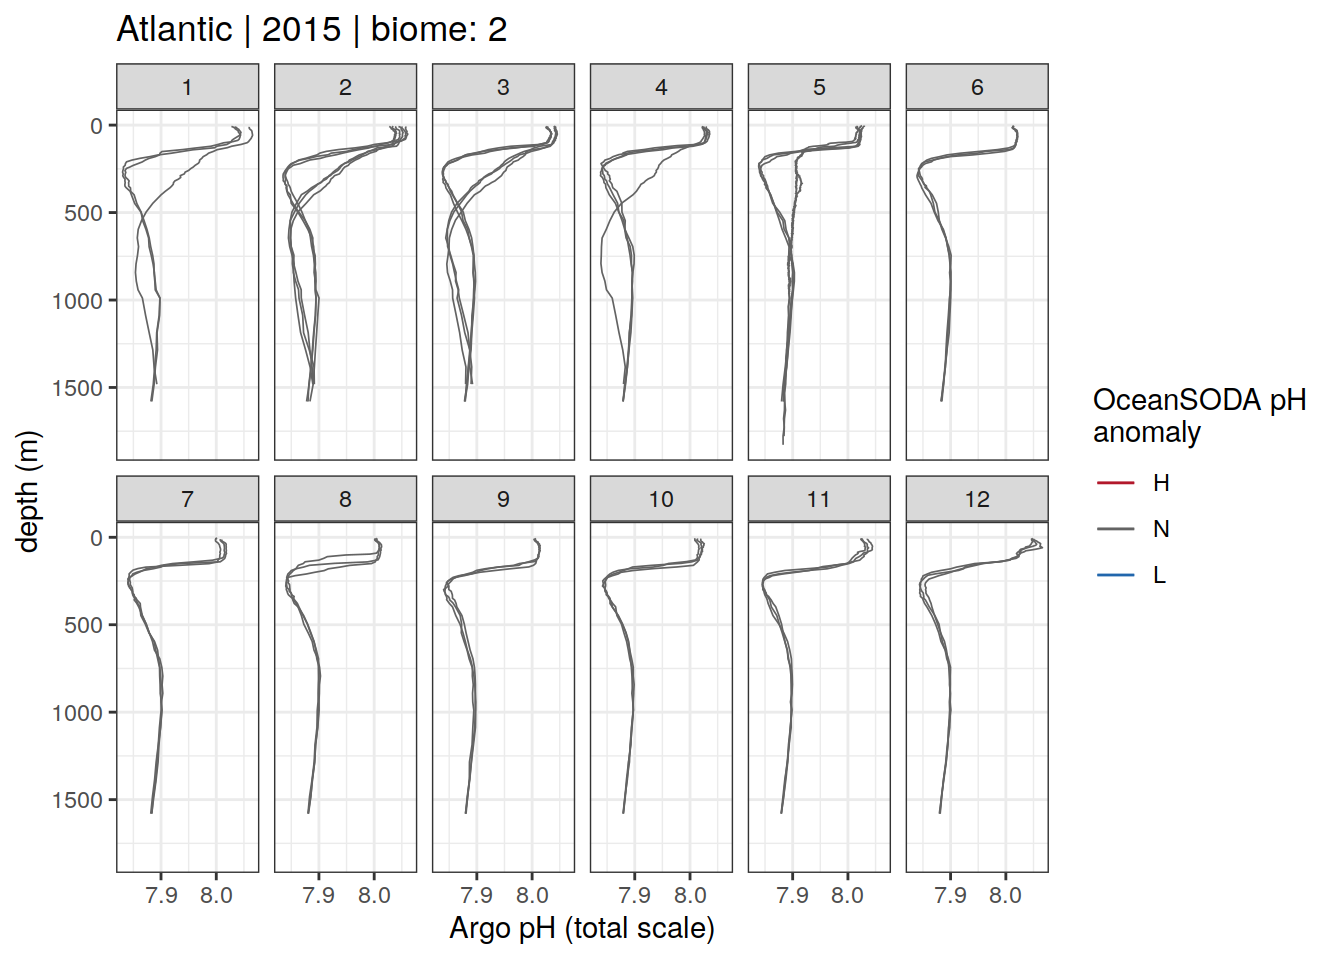 Atlantic | 2015 | biome: 2
1 2 3 4 5 6
0
500
1000
1500
7 8 9 10 11 12
0
500
1000
1500
7.9 8.0 7.9 8.0 7.9 8.0 7.9 8.0 7.9 8.0 7.9 8.0
Argo pH (total scale)
depth (m)
OceanSODA pH
anomaly
H
N
L